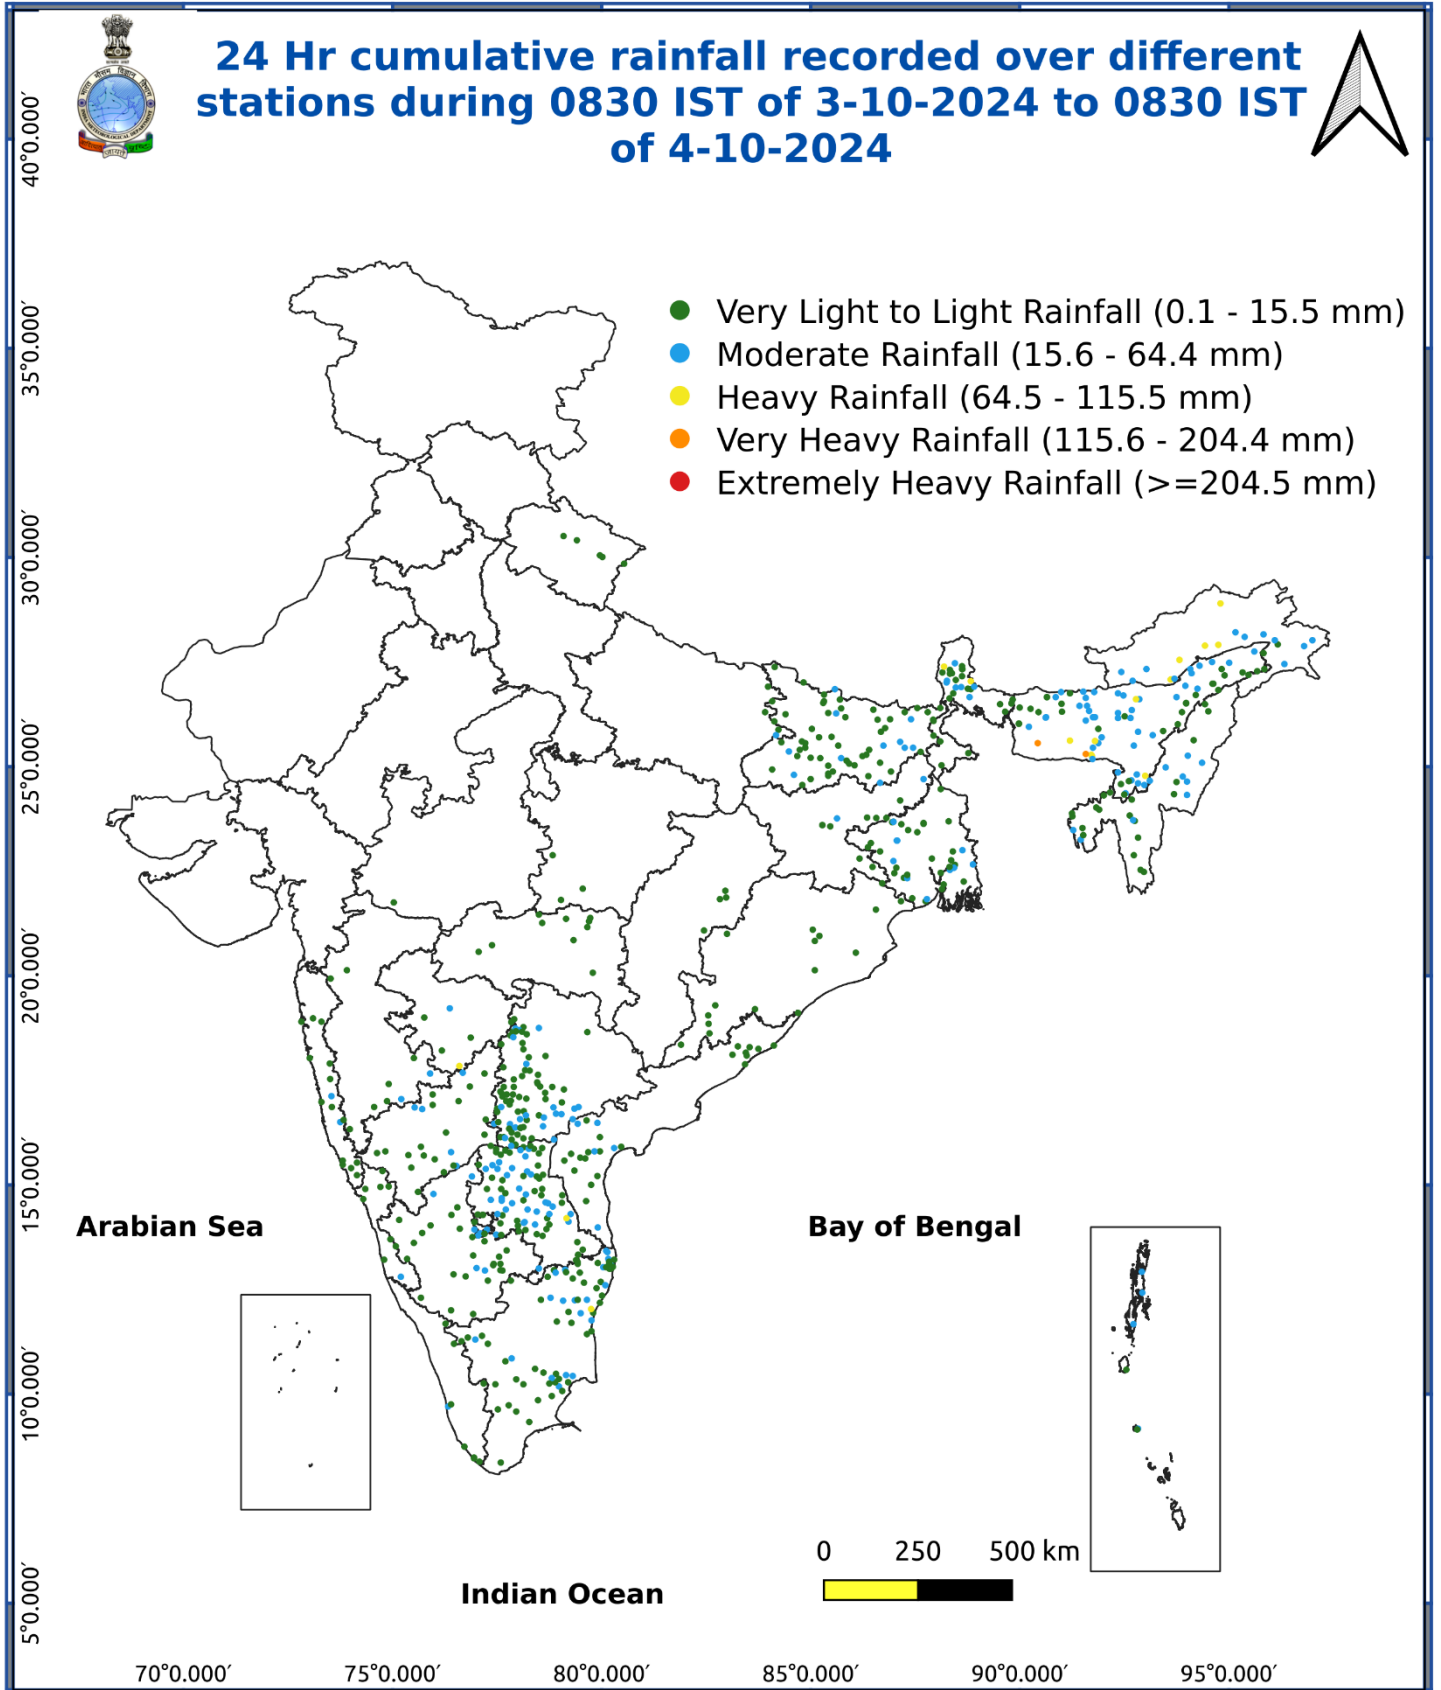 24 Hr cumulative rainfall recorded over different
stations during 0830 IST of 3-10-2024 to 0830 IST
of 4-10-2024
Very Light to Light Rainfall (0.1 - 15.5 mm)
Moderate Rainfall (15.6 - 64.4 mm)
Heavy Rainfall (64.5 - 115.5 mm)
Very Heavy Rainfall (115.6 - 204.4 mm)
Extremely Heavy Rainfall (>=204.5 mm)
40°0.000′
35°0.000′
30°0.000′
25°0.000′
20°0.000′
15°0.000′
10°0.000′
5°0.000′
Arabian Sea
Bay of Bengal
0 250 500 km
Indian Ocean
70°0.000′ 75°0.000′ 80°0.000′ 85°0.000′ 90°0.000′ 95°0.000′